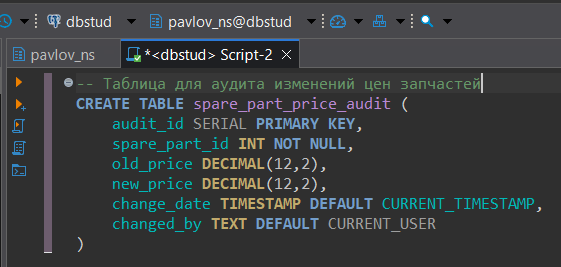 dbstud pavlov_ns@dbstud
pavlov_ns *<dbstud> Script-2
-- Таблица для аудита изменений цен запчастей
CREATE TABLE spare_part_price_audit (
audit_id SERIAL PRIMARY KEY,
spare_part_id INT NOT NULL,
old_price DECIMAL(12,2),
new_price DECIMAL(12,2),
change_date TIMESTAMP DEFAULT CURRENT_TIMESTAMP,
changed_by TEXT DEFAULT CURRENT_USER
)